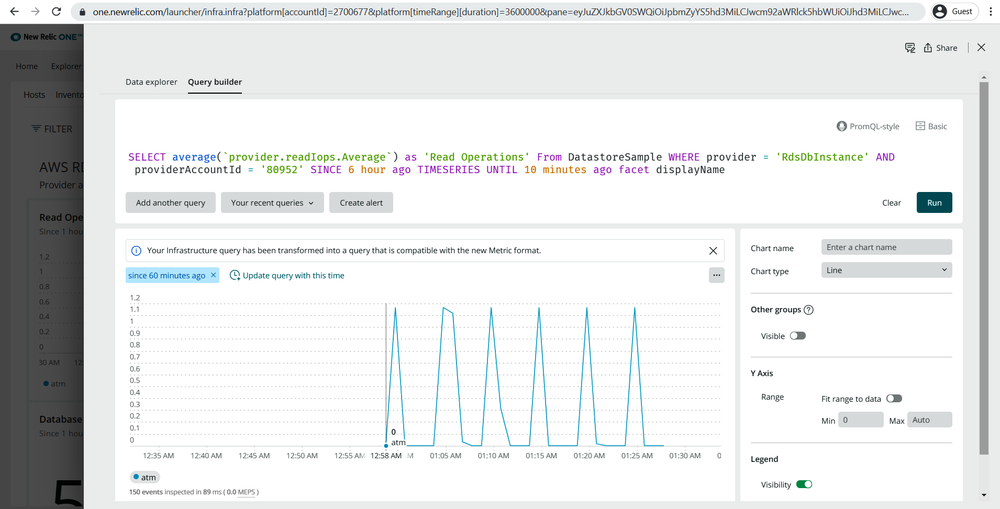 one.newrelic.com/launcher/infra.infra?platform[accountId]=2700677&platform[timeRange][duration]=3600000&pane=eyJuZXJkbGV0SWQiOiJpbmZyYS5hd3MiLCJwcm92aWRlck5hbWUiOiJhd3MiLCJwc...
Guest
New Relic ONE™
Share
Home Explorer
Data explorer Query builder
Hosts Invento
PromQL-style Basic
FILTER
SELECT average(`provider.readIops.Average`) as 'Read Operations' From DatastoreSample WHERE provider = 'RdsDbInstance' AND
providerAccountId = '80952' SINCE 6 hour ago TIMESERIES UNTIL 10 minutes ago facet displayName
AWS RD
Provider a
Add another query Your recent queries Create alert Clear Run
Read Ope
Since 1 hou
1.2
1
0.8
0.6
0.4
0.2
0
30 AM 12:
atm
Database
Since 1 hou
5
Your Infrastructure query has been transformed into a query that is compatible with the new Metric format.
since 60 minutes ago × Update query with this time
1.2
1.1
1
0.9
0.8
0.7
0.6
0.5
0.4
0.3
0.2
0.1
0
0
atm
12:35 AM 12:40 AM 12:45 AM 12:50 AM 12:55 AM 12:58 AM 01:05 AM 01:10 AM 01:15 AM 01:20 AM 01:25 AM 01:30 AM 0
atm
150 events inspected in 89 ms ( 0.0 MEPS )
Chart name Enter a chart name
Chart type Line
Other groups ?
Visible
Y Axis
Range Fit range to data
Min 0 Max Auto
Legend
Visibility